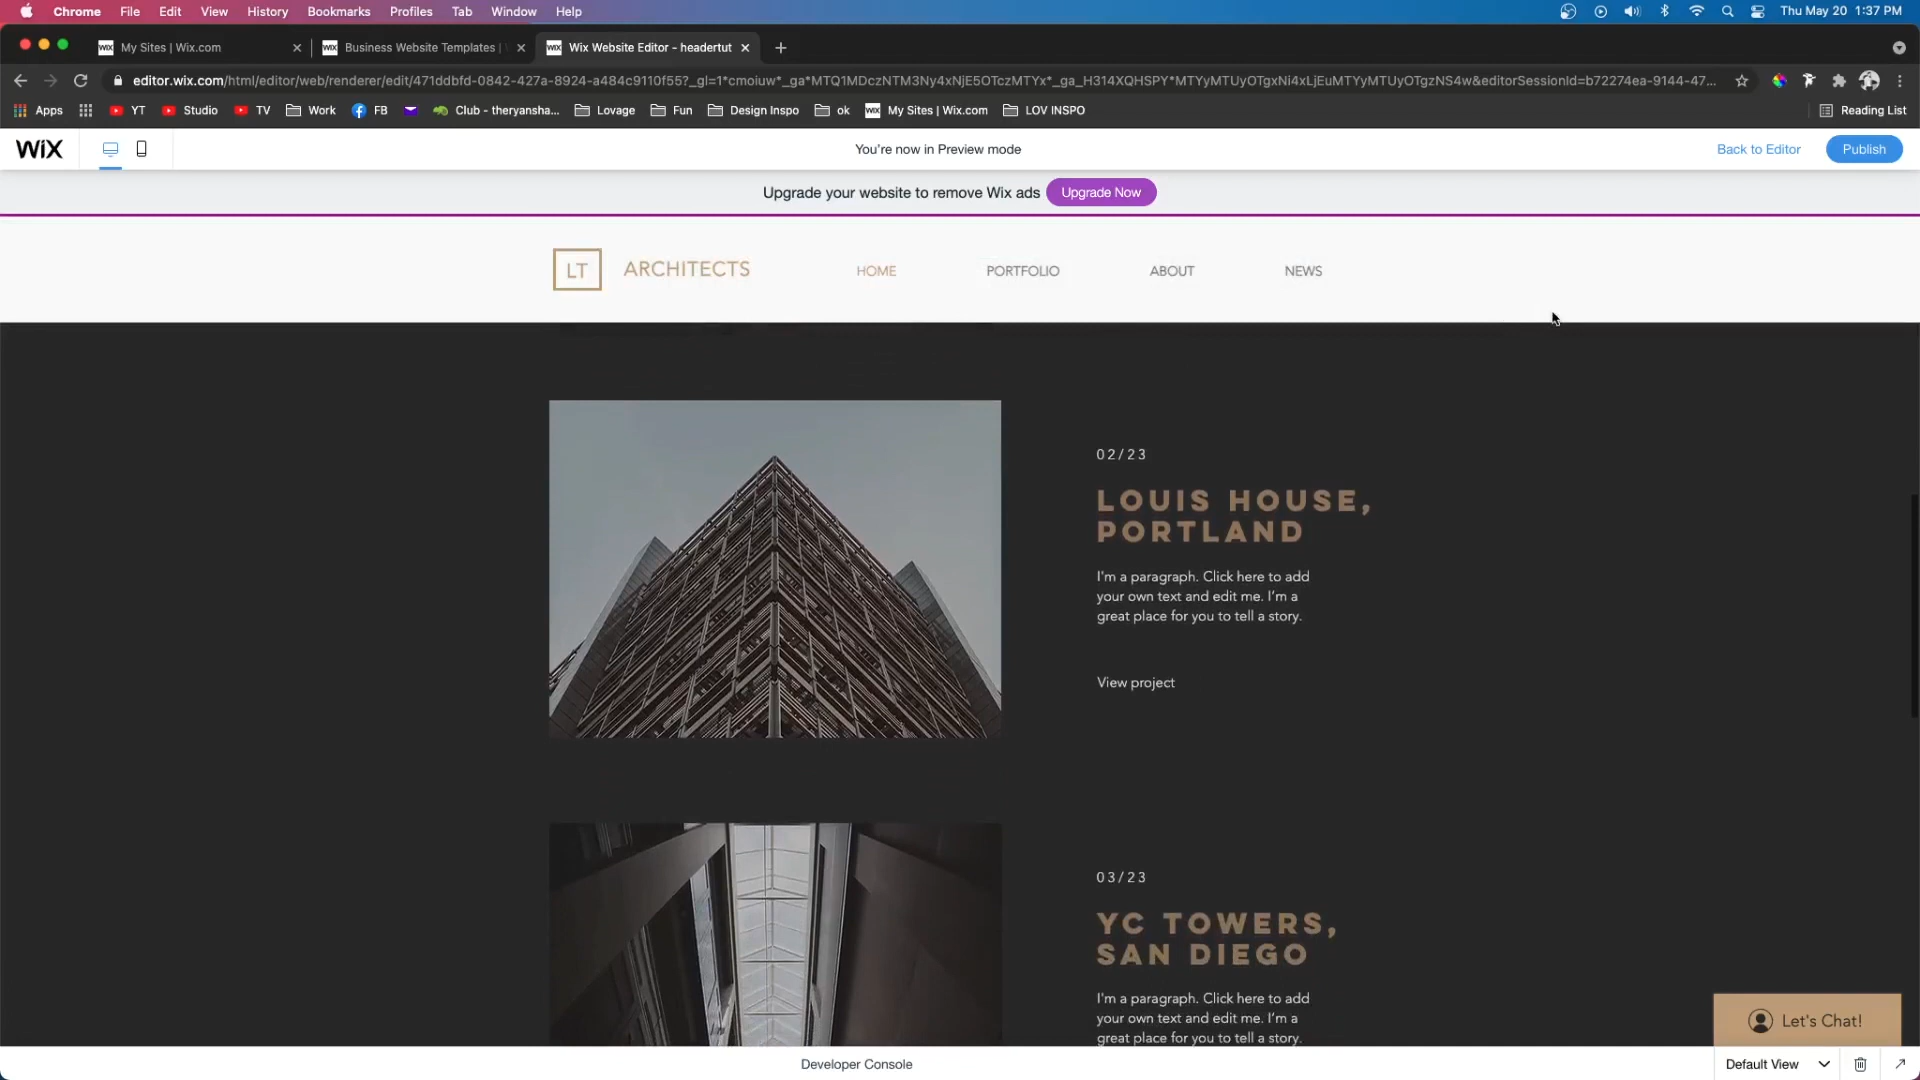 Chrome File Edit View History Bookmarks Profiles Tab Window Help Thu May 20 1:37 PM
WIX My Sites | Wix.com WIX Business Website Templates | WIX Wix Website Editor - headertut
editor.wix.com/html/editor/web/renderer/edit/471ddbfd-0842-427a-8924-a484c9110f55?_gl=1*cmoiuw*_ga*MTQ1MDczNTM3Ny4xNjE5OTczMTYx*_ga_H314XQHSPY*MTYyMTUyOTgxNi4xLjEuMTYyMTUyOTgzNS4w&editorSessionId=b72274ea-9144-47...
Apps YT Studio TV Work FB Club - theryansha... Lovage Fun Design Inspo ok WIX My Sites | Wix.com LOV INSPO Reading List
WIX You're now in Preview mode Back to Editor Publish
Upgrade your website to remove Wix ads Upgrade Now
LT ARCHITECTS HOME PORTFOLIO ABOUT NEWS
02/23
LOUIS HOUSE,
PORTLAND
I'm a paragraph. Click here to add
your own text and edit me. I'm a
great place for you to tell a story.
View project
03/23
YC TOWERS,
SAN DIEGO
I'm a paragraph. Click here to add
your own text and edit me. I'm a
great place for you to tell a story.
Let's Chat!
Developer Console Default View